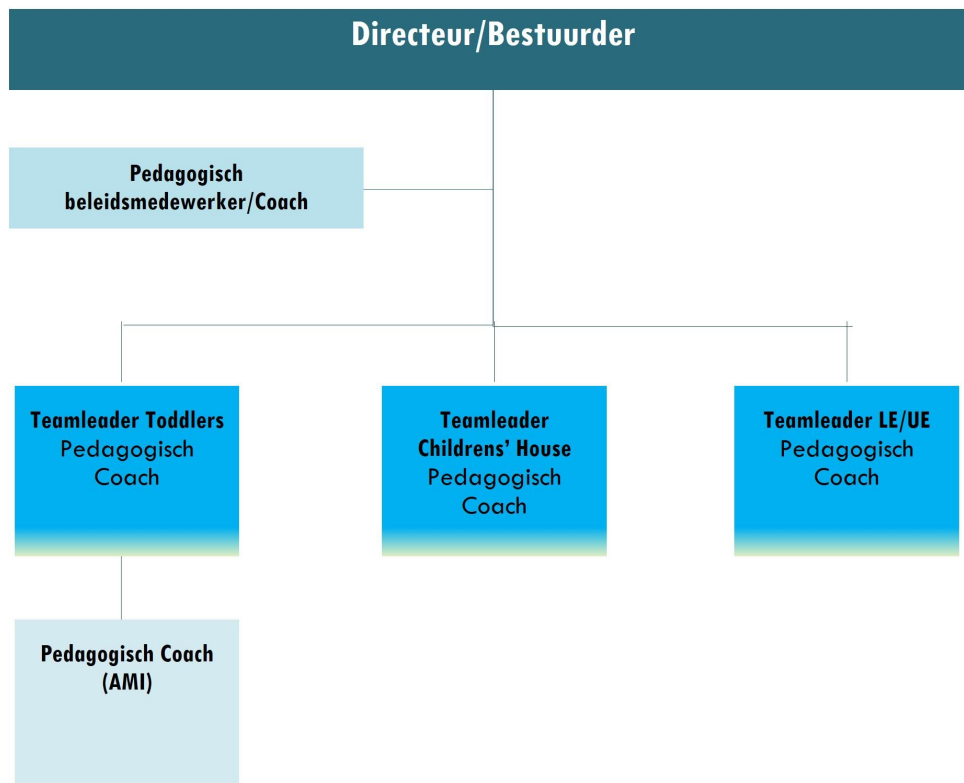 Directeur/Bestuurder
Pedagogisch
beleidsmedewerker/Coach
Teamleader Toddlers
Pedagogisch
Coach
Teamleader
Childrens’ House
Pedagogisch
Coach
Teamleader LE/UE
Pedagogisch
Coach
Pedagogisch Coach
(AMI)